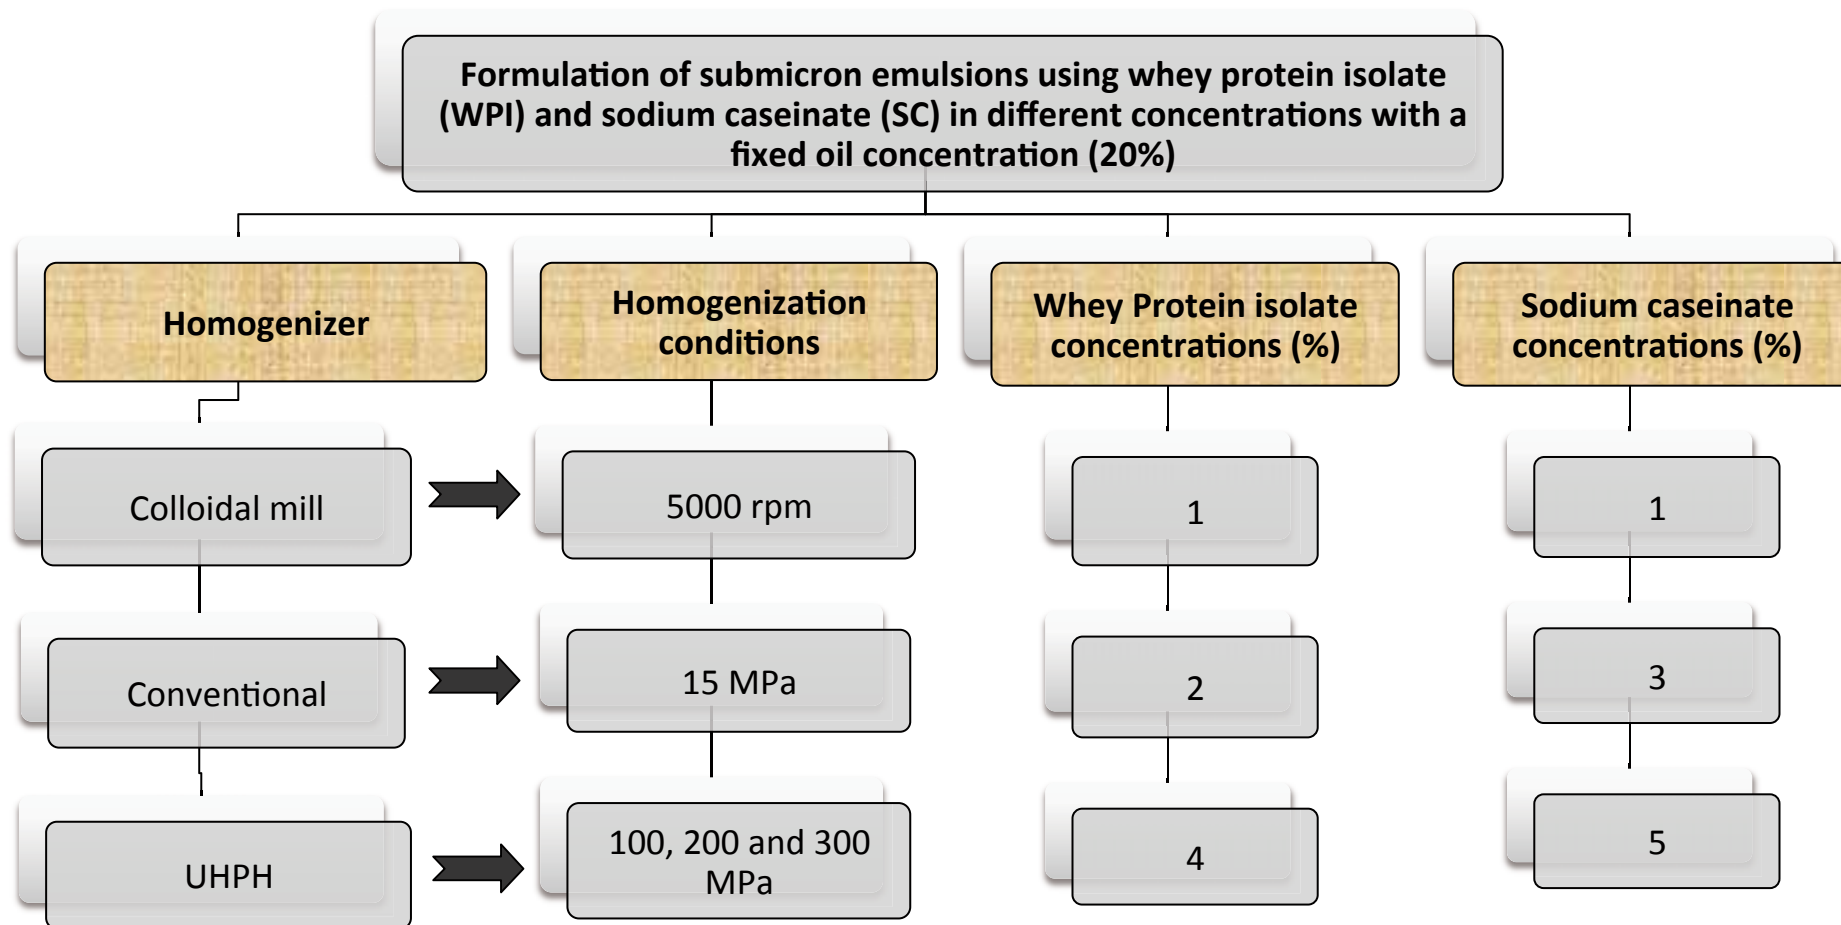 Formulation of submicron emulsions using whey protein isolate
(WPI) and sodium caseinate (SC) in different concentrations with a
fixed oil concentration (20%)
Homogenizer
Homogenization
conditions
Whey Protein isolate
concentrations (%)
Sodium caseinate
concentrations (%)
Colloidal mill
5000 rpm
1
1
Conventional
15 MPa
2
3
UHPH
100, 200 and 300
MPa
4
5